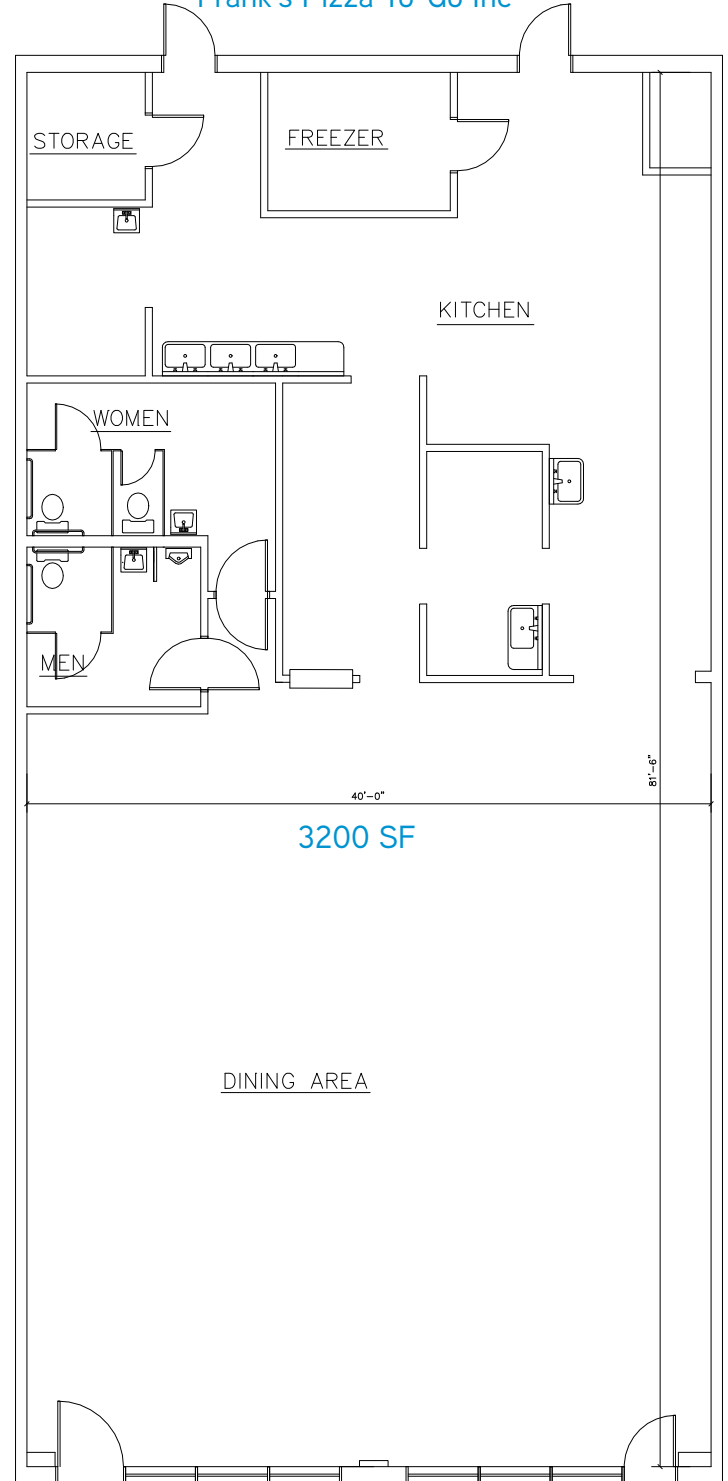 Frank's Pizza To-Go Inc
STORAGE
FREEZER
KITCHEN
WOMEN
MEN
81'-6"
40'-0"
3200 SF
DINING AREA